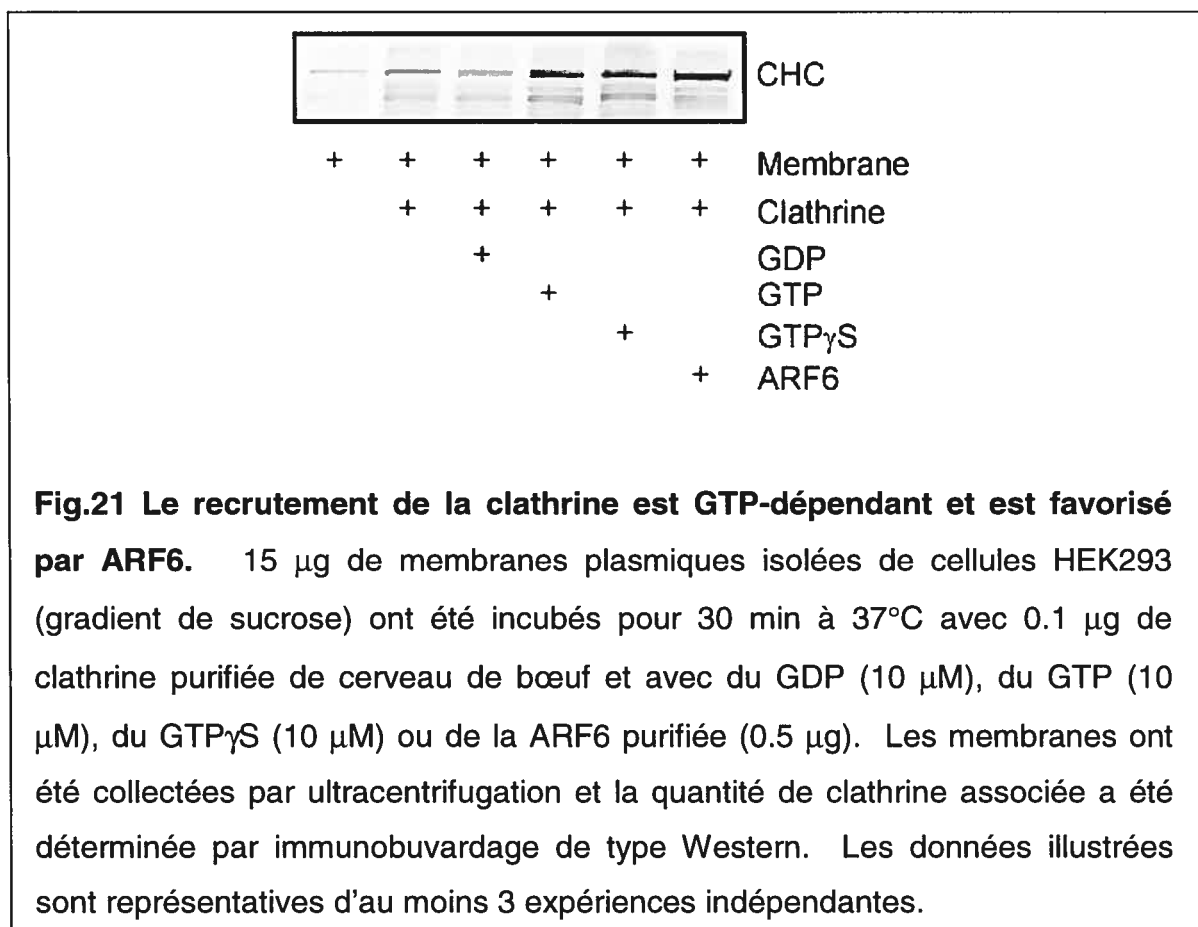 CHC
+ + + + + + Membrane
+ + + + + Clathrine
+ GDP
+ GTP
+ GTPγS
+ ARF6
Fig.21 Le recrutement de la clathrine est GTP-dépendant et est favorisé
par ARF6. 15 μg de membranes plasmiques isolées de cellules HEK293
(gradient de sucrose) ont été incubés pour 30 min à 37°C avec 0.1 μg de
clathrine purifiée de cerveau de bœuf et avec du GDP (10 μM), du GTP (10
μM), du GTPγS (10 μM) ou de la ARF6 purifiée (0.5 μg). Les membranes ont
été collectées par ultracentrifugation et la quantité de clathrine associée a été
déterminée par immunobuvardage de type Western. Les données illustrées
sont représentatives d'au moins 3 expériences indépendantes.